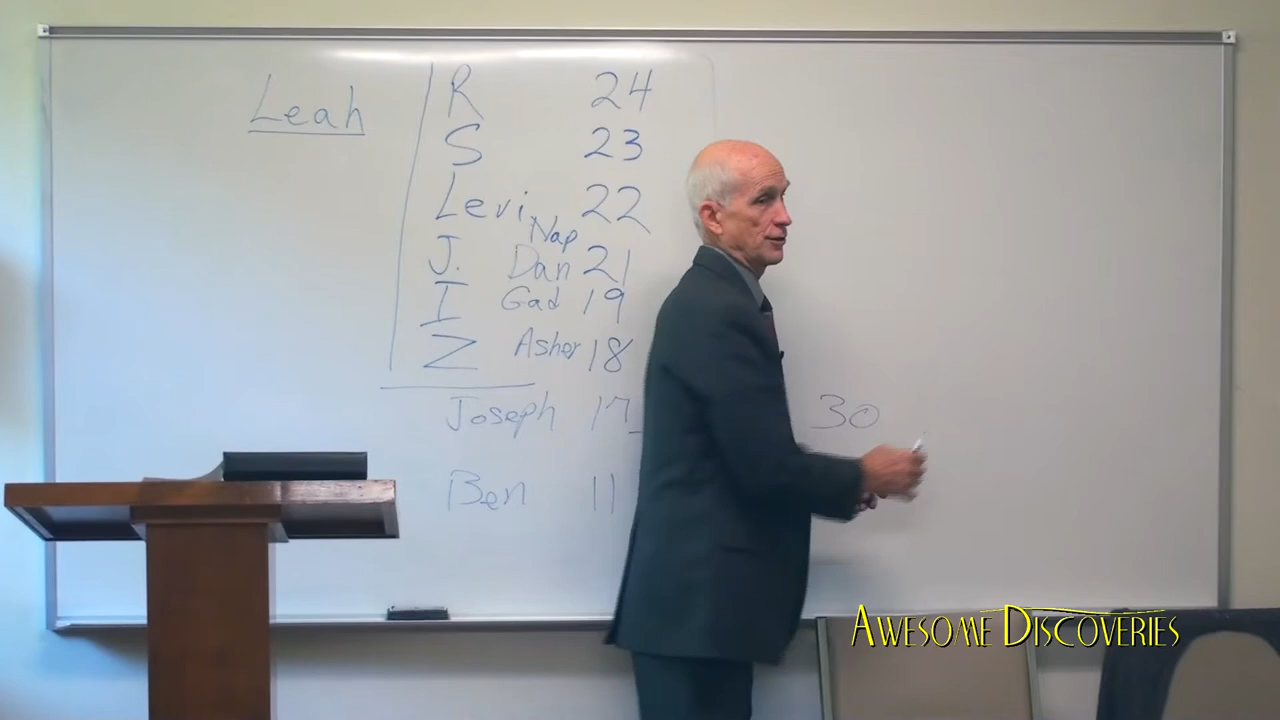 Leah
R 24
S 23
Levi 22
Nap
J. Dan 21
I Gad 19
Z Asher 18
Joseph 17 30
Ben 11
AWESOME DISCOVERIES